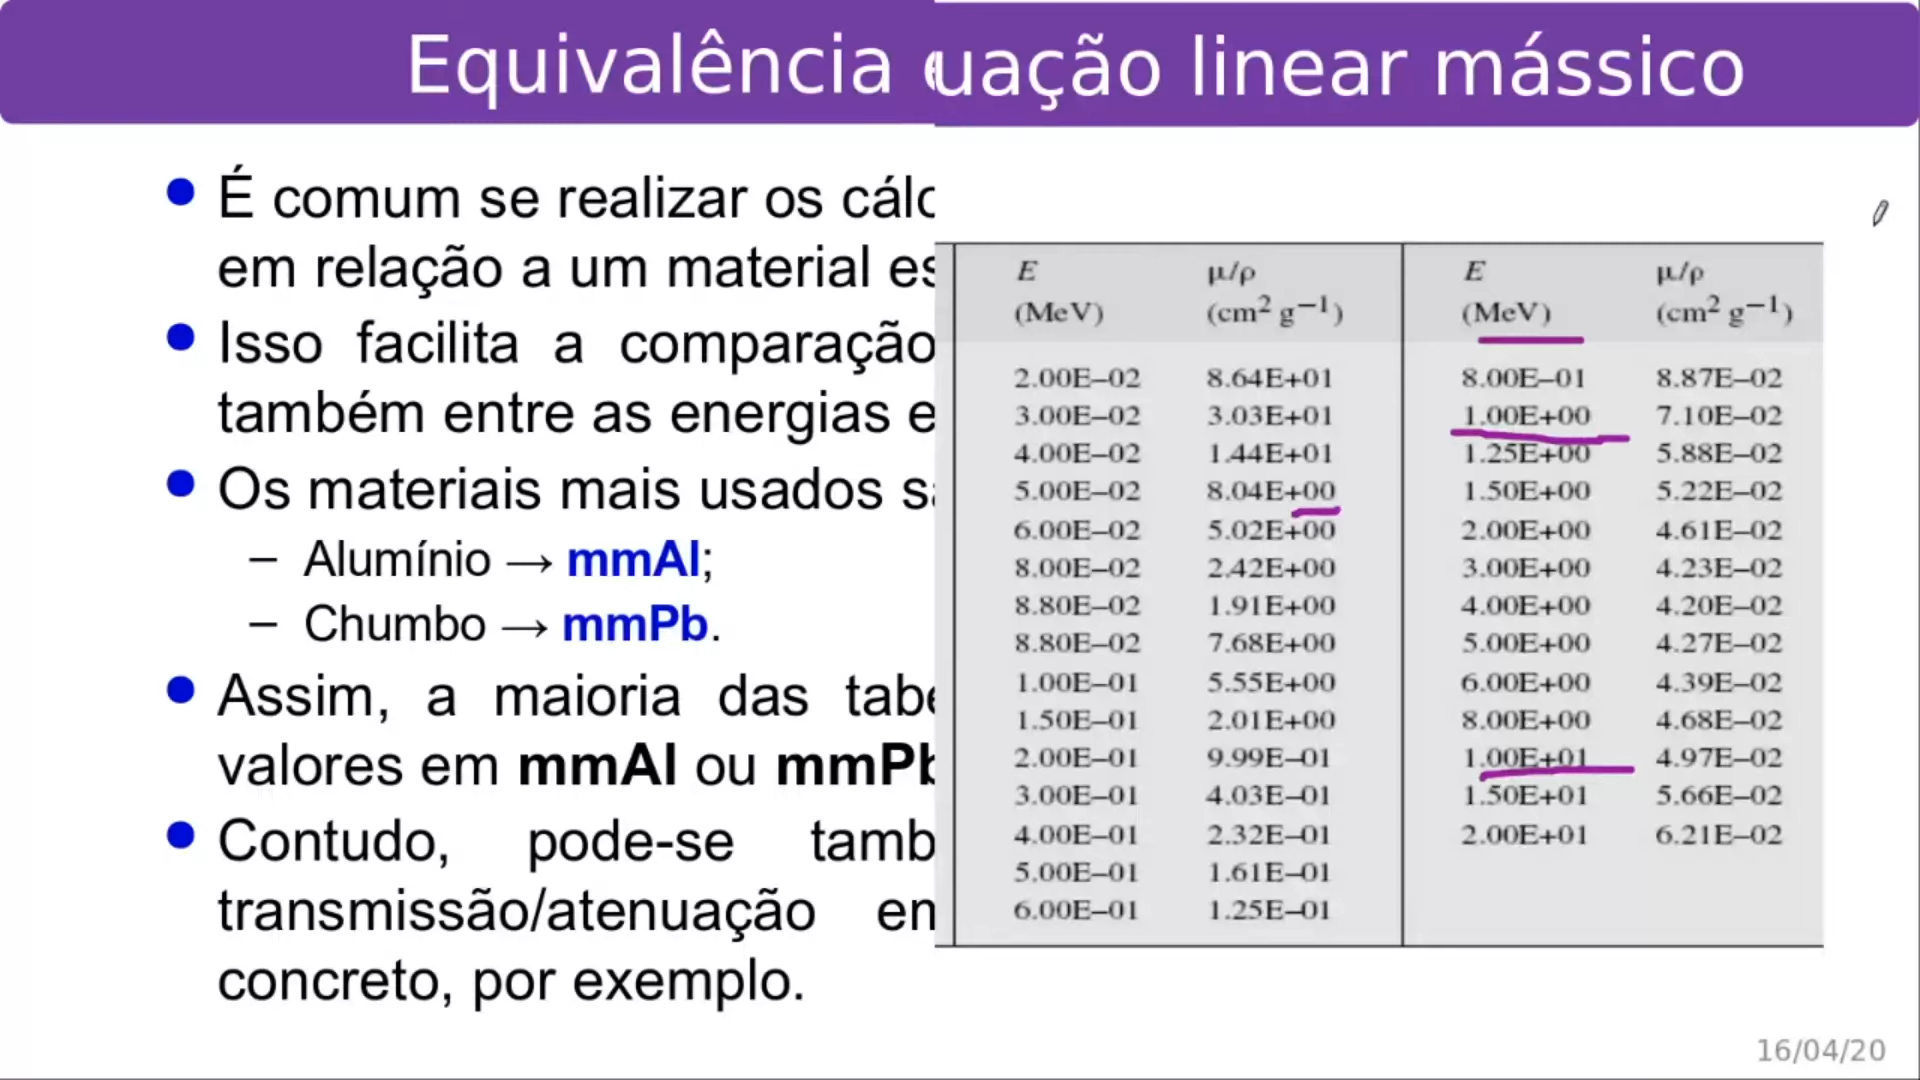 Equivalência
uação linear mássico
É comum se realizar os
em relação a um material
Isso facilita a comparação
também entre as energias
Os materiais mais usados
– Alumínio → mmAl;
– Chumbo → mmPb.
Assim, a maioria das
valores em mmAl ou
Contudo, pode-se
transmissão/atenuação
concreto, por exemplo.
E μ/ρ E μ/ρ
(MeV) (cm² g⁻¹) (MeV) (cm² g⁻¹)
2.00E–02 8.64E+01 8.00E–01 8.87E–02
3.00E–02 3.03E+01 1.00E+00 7.10E–02
4.00E–02 1.44E+01 1.25E+00 5.88E–02
5.00E–02 8.04E+00 1.50E+00 5.22E–02
6.00E–02 5.02E+00 2.00E+00 4.61E–02
8.00E–02 2.42E+00 3.00E+00 4.23E–02
8.80E–02 1.91E+00 4.00E+00 4.20E–02
8.80E–02 7.68E+00 5.00E+00 4.27E–02
1.00E–01 5.55E+00 6.00E+00 4.39E–02
1.50E–01 2.01E+00 8.00E+00 4.68E–02
2.00E–01 9.99E–01 1.00E+01 4.97E–02
3.00E–01 4.03E–01 1.50E+01 5.66E–02
4.00E–01 2.32E–01 2.00E+01 6.21E–02
5.00E–01 1.61E–01
6.00E–01 1.25E–01
16/04/20